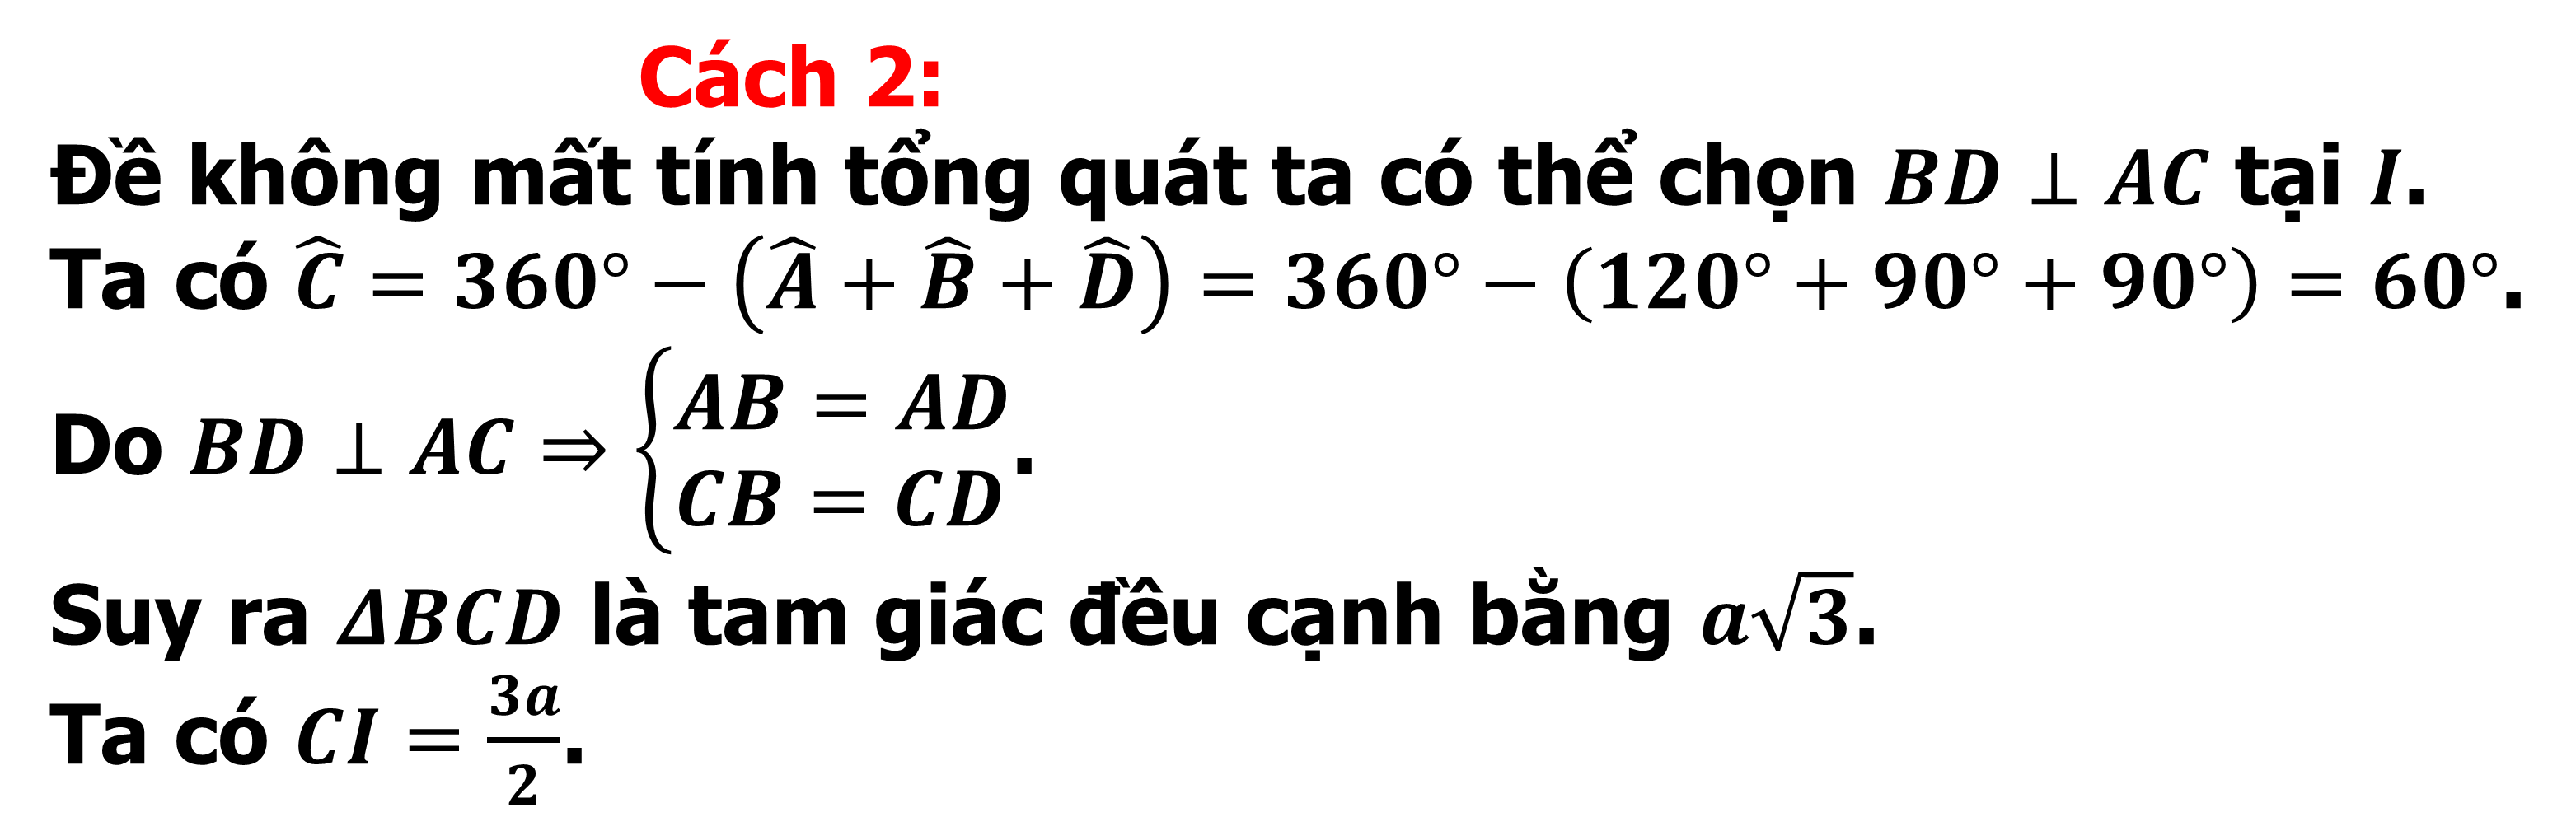 Cách 2:
Đề không mất tính tổng quát ta có thể chọn BD ⊥ AC tại I.
Ta có Ĉ = 360° − (Â + B̂ + D̂) = 360° − (120° + 90° + 90°) = 60°.
Do BD ⊥ AC ⇒ { AB = AD
CB = CD .
Suy ra ΔBCD là tam giác đều cạnh bằng a√3.
Ta có CI = 3a/2.